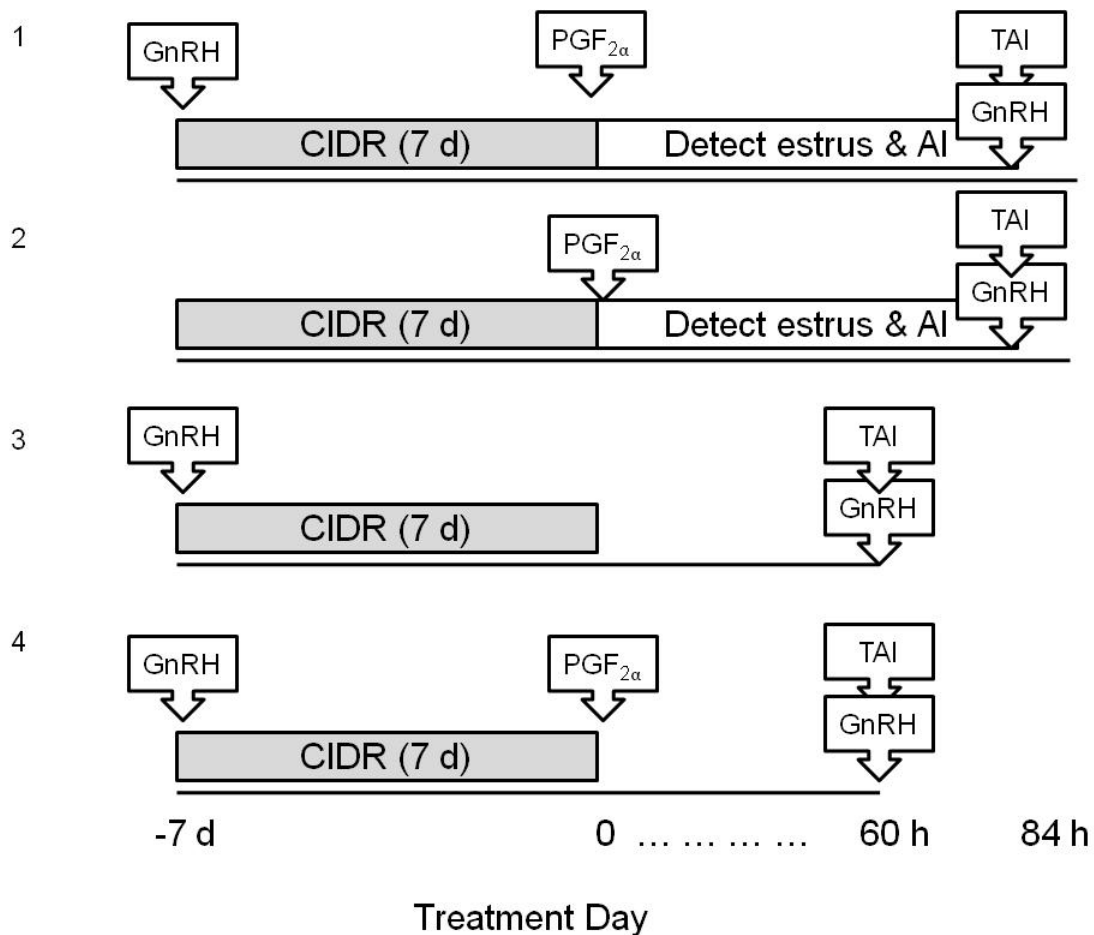 1
GnRH
PGF2α
TAI
GnRH
CIDR (7 d)
Detect estrus & AI
2
PGF2α
TAI
GnRH
CIDR (7 d)
Detect estrus & AI
3
GnRH
TAI
GnRH
CIDR (7 d)
4
GnRH
PGF2α
TAI
GnRH
CIDR (7 d)
-7 d 0 ... ... ... ... 60 h 84 h
Treatment Day